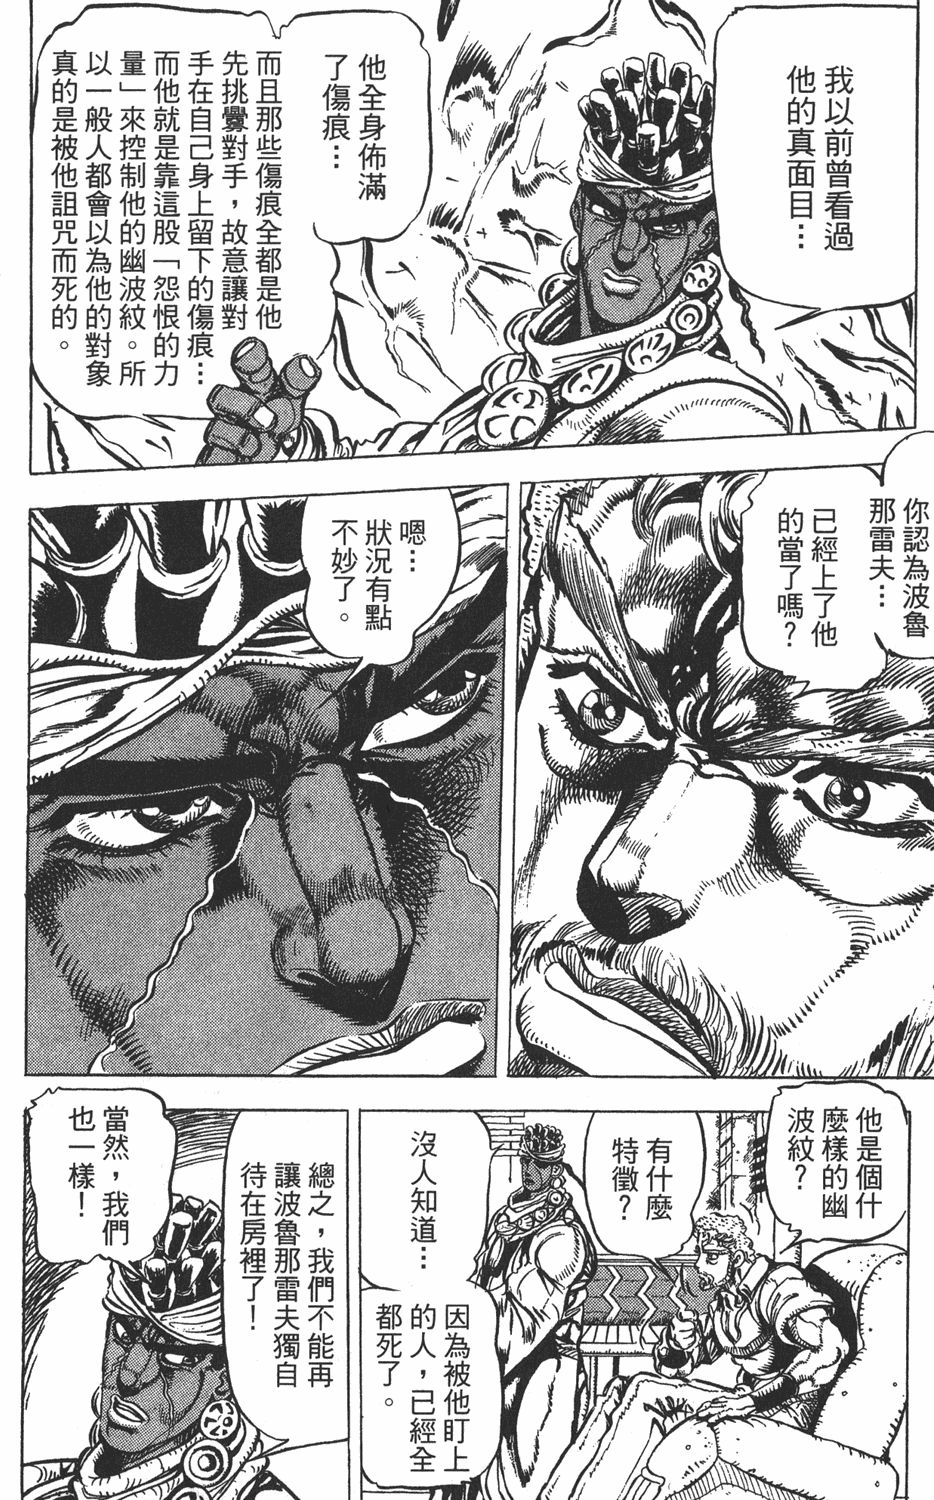 我以前曾看過
他的真面目…
他全身佈滿
了傷痕…
而且那些傷痕全都是他
先挑釁對手，故意讓對
手在自己身上留下的傷痕…
而他就是靠這股「怨恨的力
量」來控制他的幽波紋。所
以一般人都會以為他的對象
真的是被他詛咒而死的。
你認為波魯
那雷夫…
已經上了他
的當了嗎？
嗯…
狀況有點
不妙了。
他是個什
麼樣的幽
波紋？
有什麼
特徵？
沒人知道…
因為被他盯上
的人，已經全
都死了。
總之，我們不能再
讓波魯那雷夫獨自
待在房裡了！
當然，我們
也一樣！